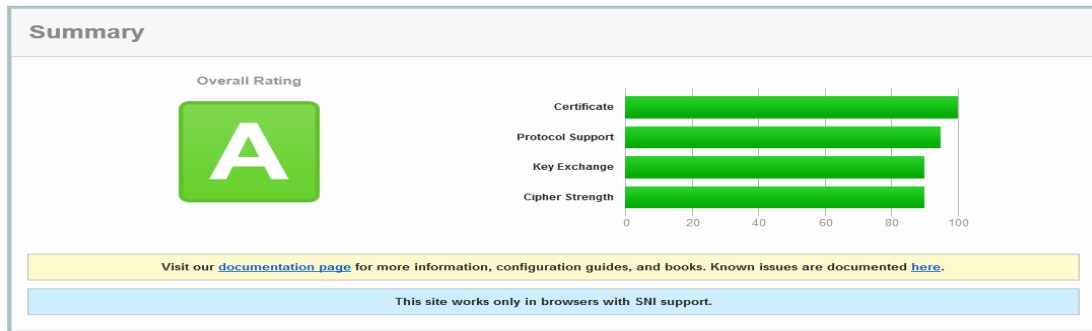 Summary
Overall Rating
A
Certificate
Protocol Support
Key Exchange
Cipher Strength
0 20 40 60 80 100
Visit our documentation page for more information, configuration guides, and books. Known issues are documented here.
This site works only in browsers with SNI support.